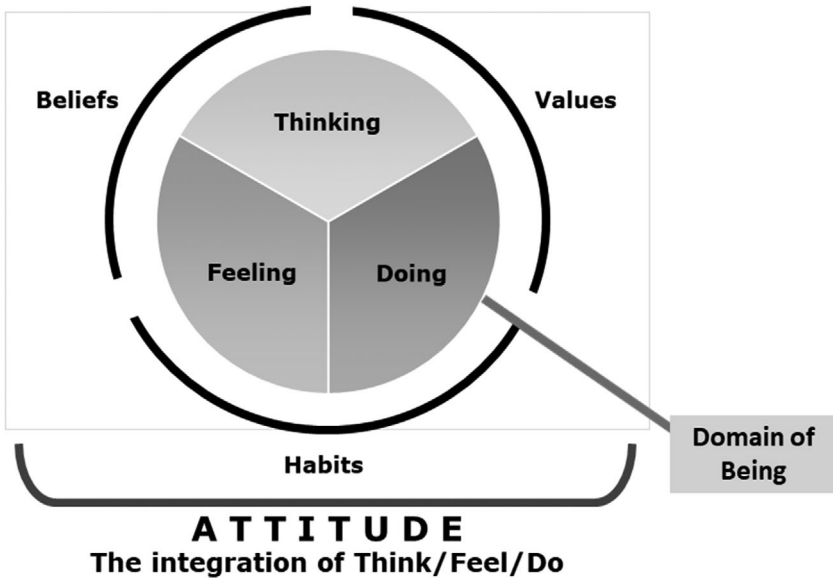 Beliefs
Values
Thinking
Feeling
Doing
Domain of
Being
Habits
ATTITUDE
The integration of Think/Feel/Do